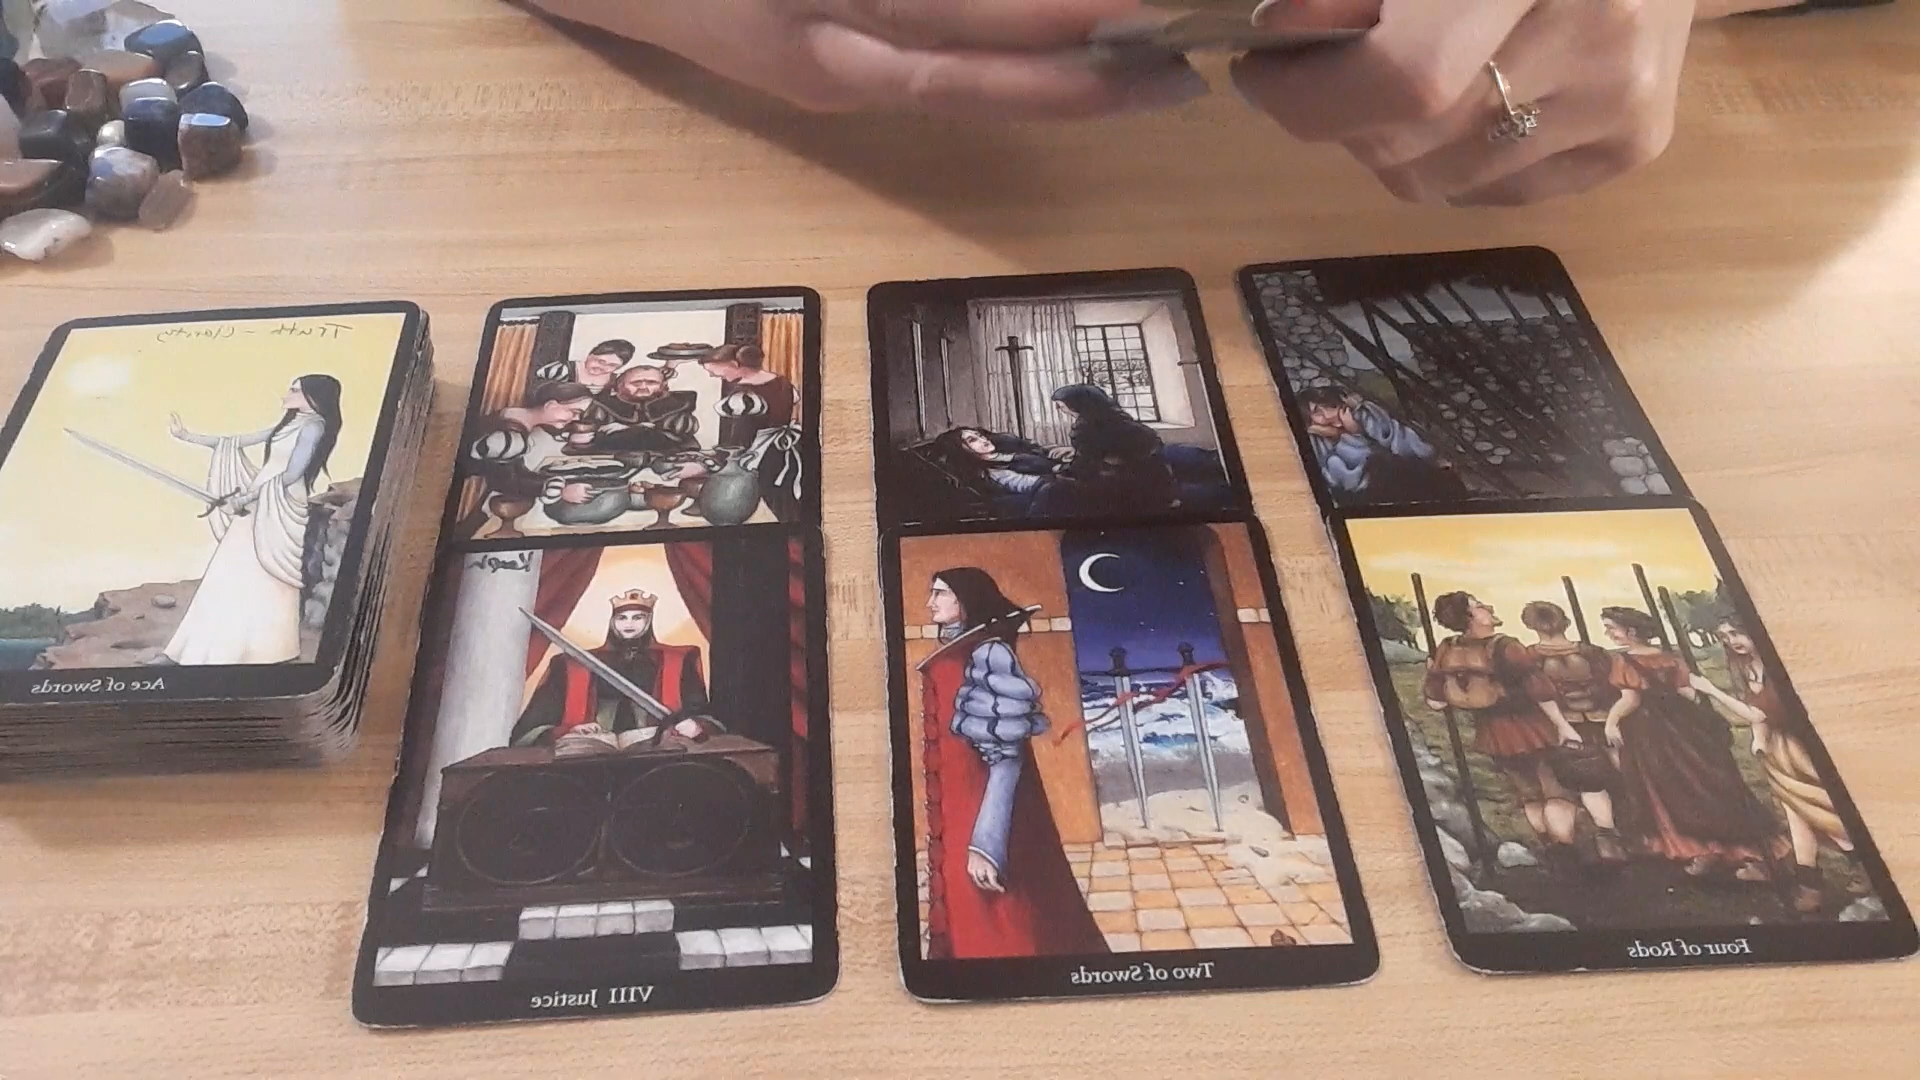 Truth - Clarity
Ace of Swords
VIII Justice
Two of Swords
Four of Rods